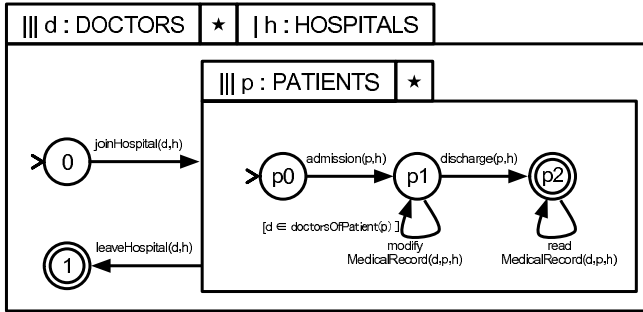 ||| d : DOCTORS ★ | h : HOSPITALS
||| p : PATIENTS ★
joinHospital(d,h)
0
admission(p,h)
discharge(p,h)
p0
p1
p2
[d ∈ doctorsOfPatient(p) ]
modify
MedicalRecord(d,p,h)
read
MedicalRecord(d,p,h)
leaveHospital(d,h)
1